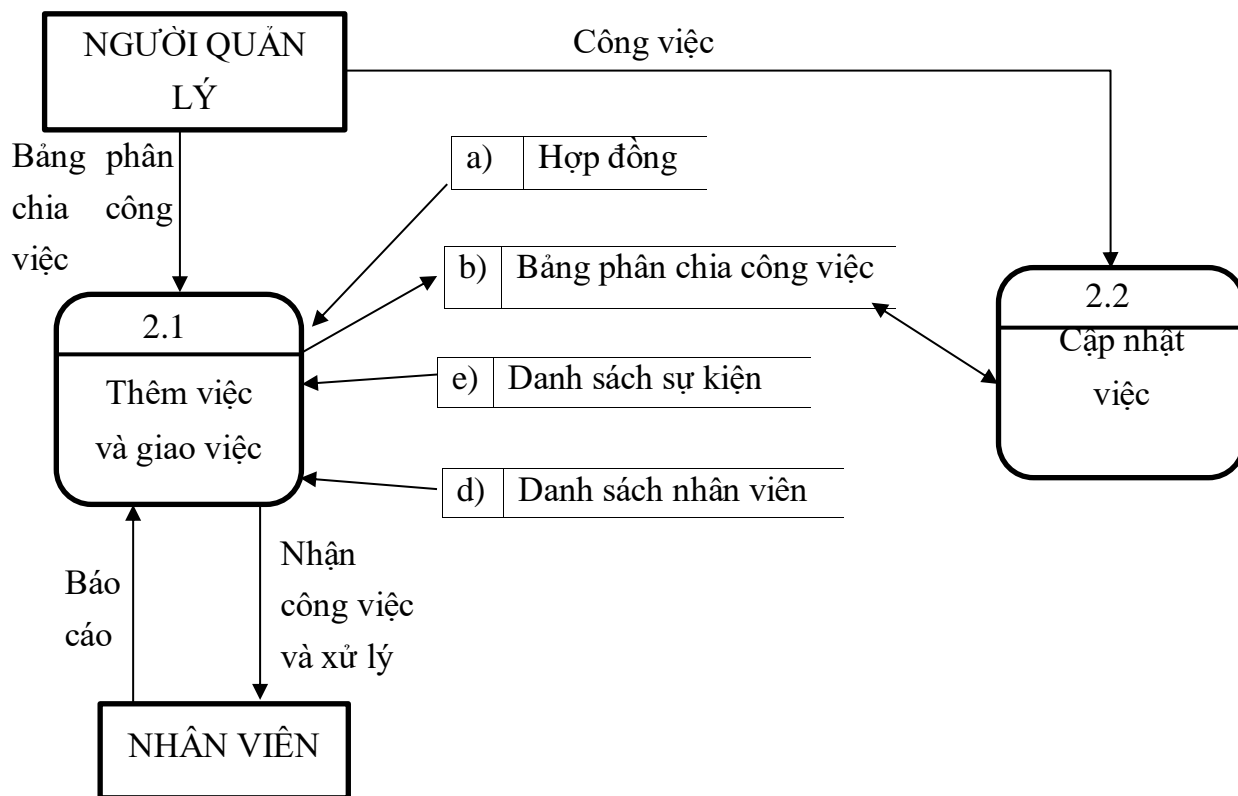 NGƯỜI QUẢN
LÝ
Công việc
Bảng phân
chia công
việc
a) Hợp đồng
b) Bảng phân chia công việc
2.1
Thêm việc
và giao việc
e) Danh sách sự kiện
d) Danh sách nhân viên
2.2
Cập nhật
việc
Báo
cáo
Nhận
công việc
và xử lý
NHÂN VIÊN